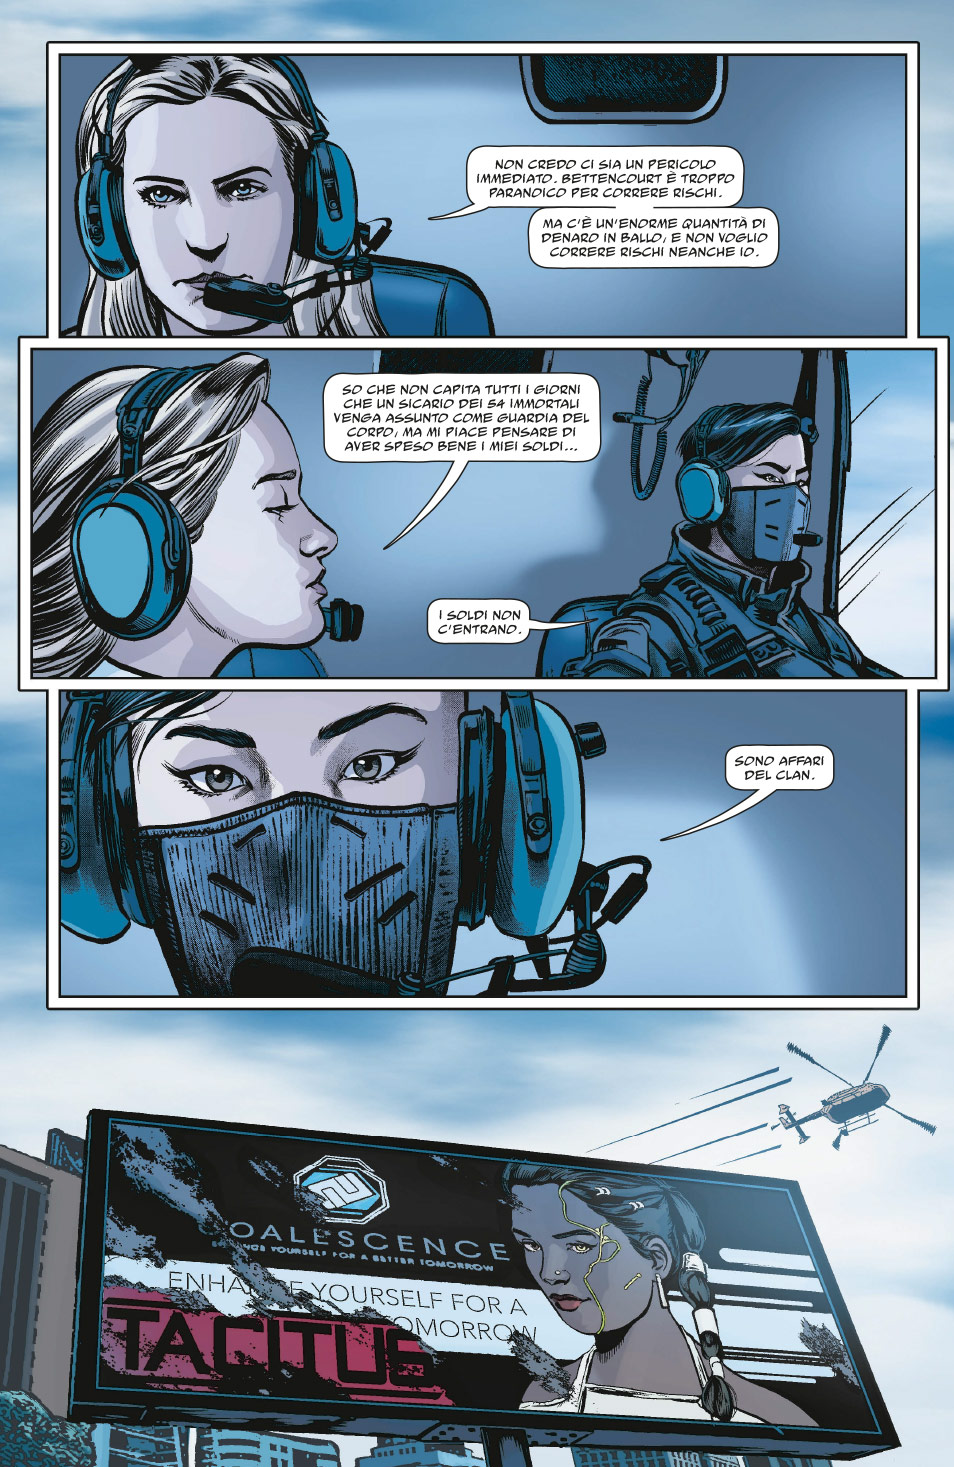 NON CREDO CI SIA UN PERICOLO
IMMEDIATO. BETTENCOURT È TROPPO
PARANOICO PER CORRERE RISCHI.
MA C'È UN'ENORME QUANTITÀ DI
DENARO IN BALLO, E NON VOGLIO
CORRERE RISCHI NEANCHE IO.
SO CHE NON CAPITA TUTTI I GIORNI
CHE UN SICARIO DEI 54 IMMORTALI
VENGA ASSUNTO COME GUARDIA DEL
CORPO, MA MI PIACE PENSARE DI
AVER SPESO BENE I MIEI SOLDI...
I SOLDI NON
C'ENTRANO.
SONO AFFARI
DEL CLAN.
COALESCENCE
YOURSELF FOR A BETTER TOMORROW
ENHANCE YOURSELF FOR A
TOMORROW
TACITUS